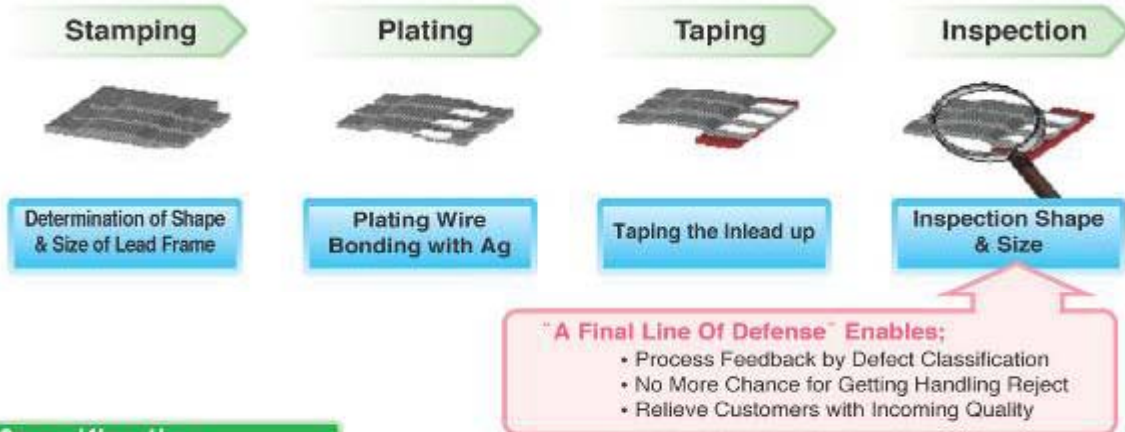 Stamping
Plating
Taping
Inspection
Determination of Shape
& Size of Lead Frame
Plating Wire
Bonding with Ag
Taping the Inlead up
Inspection Shape
& Size
"A Final Line Of Defense" Enables;
• Process Feedback by Defect Classification
• No More Chance for Getting Handling Reject
• Relieve Customers with Incoming Quality